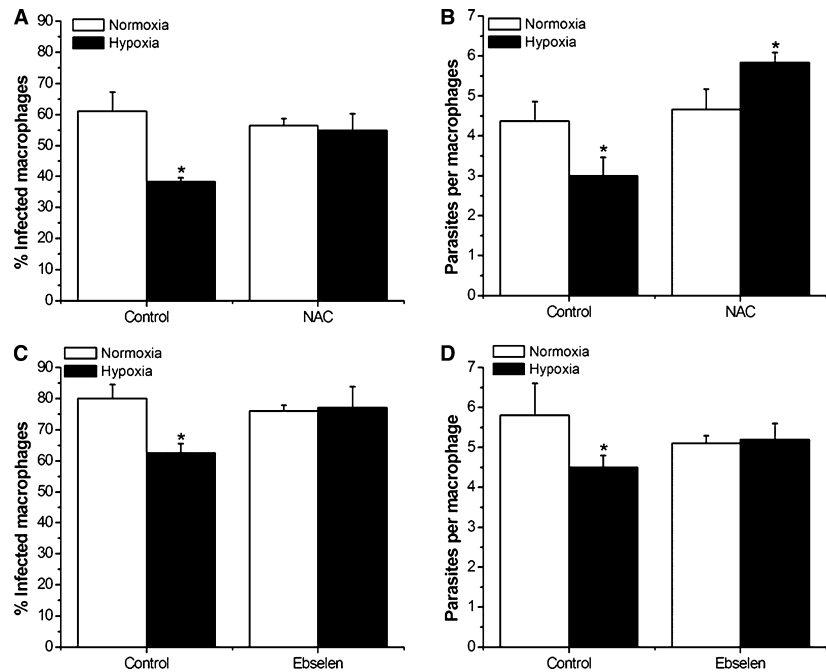 A
Normoxia
Hypoxia
% Infected macrophages
90
80
70
60
50
40
30
20
10
0
*
Control
NAC
B
Normoxia
Hypoxia
Parasites per macrophages
7
6
5
4
3
2
1
0
*
*
Control
NAC
C
Normoxia
Hypoxia
% Infected macrophages
90
80
70
60
50
40
30
20
10
0
*
Control
Ebselen
D
Normoxia
Hypoxia
Parasites per macrophage
7
6
5
4
3
2
1
0
*
Control
Ebselen